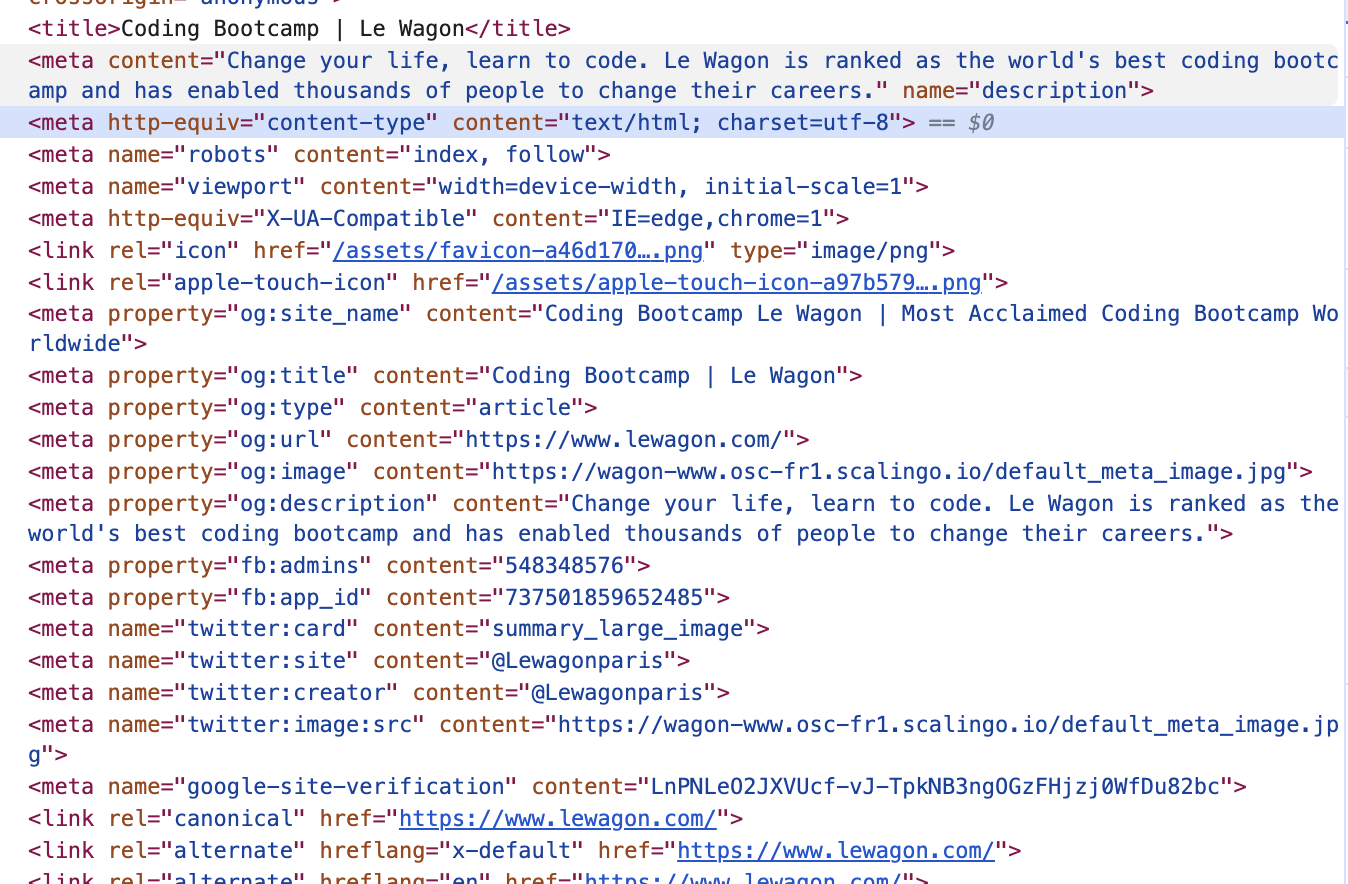 <title>Coding Bootcamp | Le Wagon</title>
<meta content="Change your life, learn to code. Le Wagon is ranked as the world's best coding bootc
amp and has enabled thousands of people to change their careers." name="description">
<meta http-equiv="content-type" content="text/html; charset=utf-8"> == $0
<meta name="robots" content="index, follow">
<meta name="viewport" content="width=device-width, initial-scale=1">
<meta http-equiv="X-UA-Compatible" content="IE=edge,chrome=1">
<link rel="icon" href="/assets/favicon-a46d170….png" type="image/png">
<link rel="apple-touch-icon" href="/assets/apple-touch-icon-a97b579….png">
<meta property="og:site_name" content="Coding Bootcamp Le Wagon | Most Acclaimed Coding Bootcamp Wo
rldwide">
<meta property="og:title" content="Coding Bootcamp | Le Wagon">
<meta property="og:type" content="article">
<meta property="og:url" content="https://www.lewagon.com/">
<meta property="og:image" content="https://wagon-www.osc-fr1.scalingo.io/default_meta_image.jpg">
<meta property="og:description" content="Change your life, learn to code. Le Wagon is ranked as the
world's best coding bootcamp and has enabled thousands of people to change their careers.">
<meta property="fb:admins" content="548348576">
<meta property="fb:app_id" content="737501859652485">
<meta name="twitter:card" content="summary_large_image">
<meta name="twitter:site" content="@Lewagonparis">
<meta name="twitter:creator" content="@Lewagonparis">
<meta name="twitter:image:src" content="https://wagon-www.osc-fr1.scalingo.io/default_meta_image.jp
g">
<meta name="google-site-verification" content="LnPNLeO2JXVUcf-vJ-TpkNB3ngOGzFHjzj0WfDu82bc">
<link rel="canonical" href="https://www.lewagon.com/">
<link rel="alternate" hreflang="x-default" href="https://www.lewagon.com/">
<link rel="alternate" hreflang="en" href="https://www.lewagon.com/">